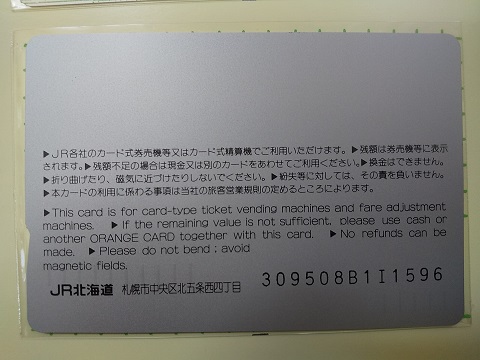 ▶JR各社のカード式券売機等又はカード式精算機でご利用いただけます。▶残額は券売機等に表示
されます。▶残額不足の場合は現金又は別のカードをあわせてご利用ください。▶換金はできません。
▶折り曲げたり、磁気に近づけたりしないでください。▶紛失等に対しては、その責を負いません。
▶本カードの利用に係わる事項は当社の旅客営業規則の定めるところによります。
▶This card is for card-type ticket vending machines and fare adjustment
machines. ▶If the remaining value is not sufficient, please use cash or
another ORANGE CARD together with this card. ▶No refunds can be
made. ▶Please do not bend ; avoid
magnetic fields.
JR北海道 札幌市中央区北五条西四丁目 309508B1I1596